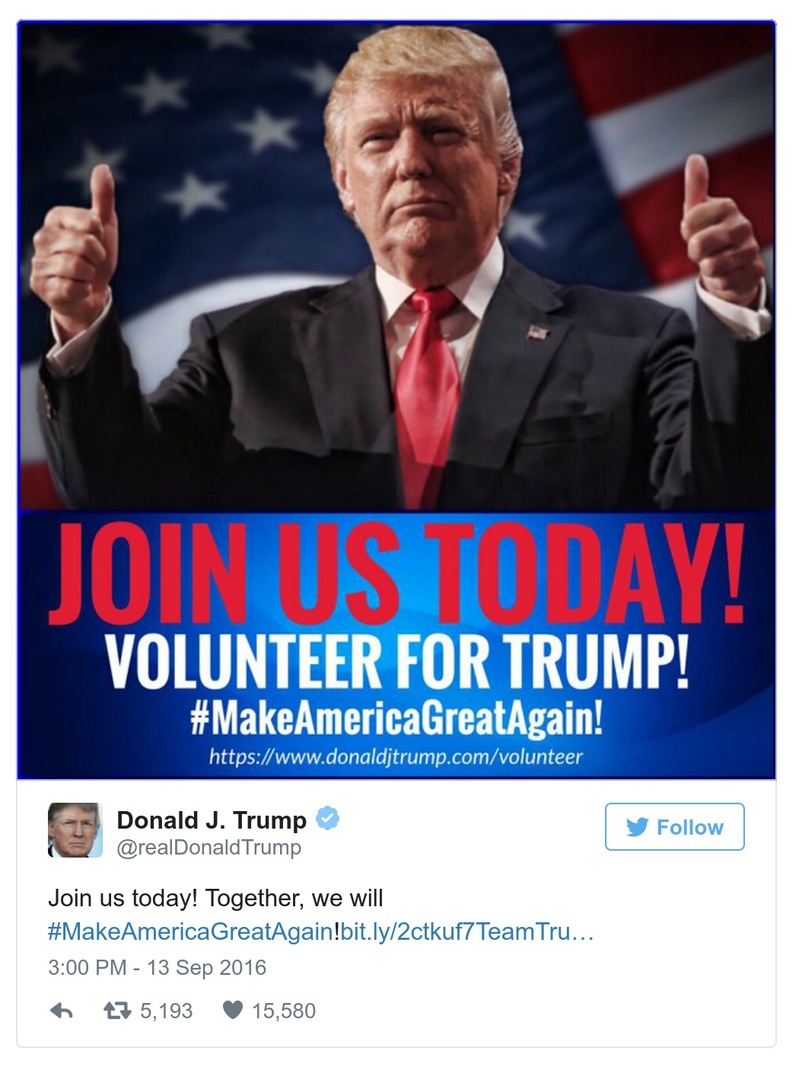 JOIN US TODAY!
VOLUNTEER FOR TRUMP!
#MakeAmericaGreatAgain!
https://www.donaldjtrump.com/volunteer
Donald J. Trump
@realDonaldTrump
Follow
Join us today! Together, we will
#MakeAmericaGreatAgain!bit.ly/2ctkuf7TeamTru…
3:00 PM - 13 Sep 2016
5,193 15,580